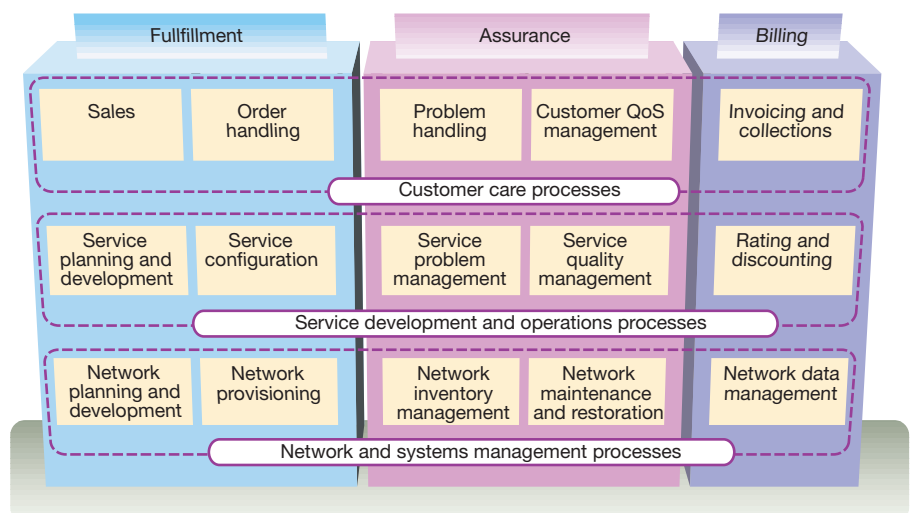 Fullfillment
Assurance
Billing
Sales
Order
handling
Problem
handling
Customer QoS
management
Invoicing and
collections
Customer care processes
Service
planning and
development
Service
configuration
Service
problem
management
Service
quality
management
Rating and
discounting
Service development and operations processes
Network
planning and
development
Network
provisioning
Network
inventory
management
Network
maintenance
and restoration
Network data
management
Network and systems management processes